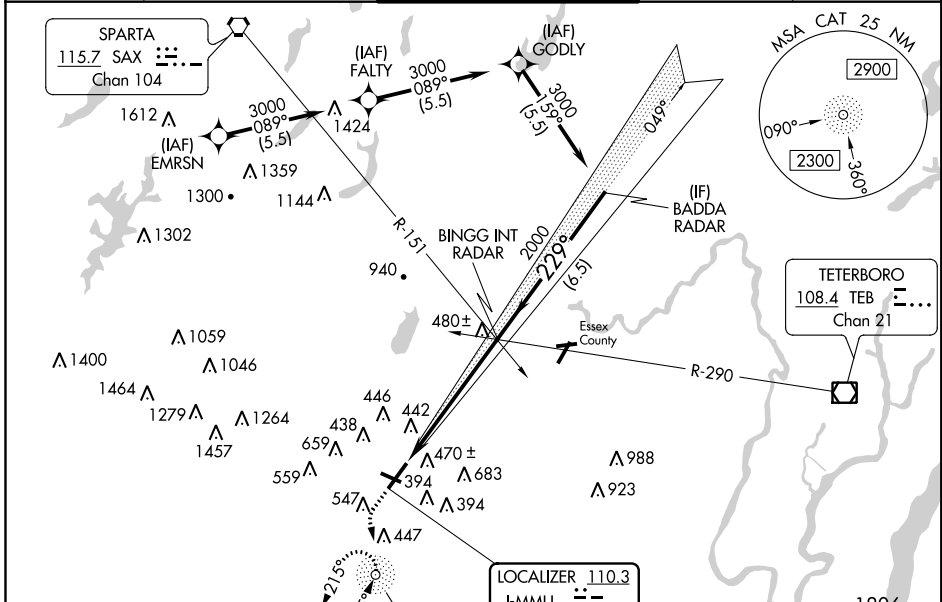 SPARTA
115.7 SAX
Chan 104
(IAF)
FALTY
(IAF)
GODLY
3000
089°
(5.5)
3000
089°
(5.5)
3000
159°
(5.5)
(IAF)
EMRSN
1612
1424
1359
1300
1144
1302
049°
MSA CAT 25 NM
2900
090°
2300
360°
(IF)
BADDA
RADAR
R-151
BINGG INT
RADAR
2000
229°
(6.5)
940
480±
Essex
County
TETERBORO
108.4 TEB
Chan 21
R-290
1059
1400
1046
1464
1279
1264
1457
446
442
438
659
559
470 ±
683
394
394
547
447
988
923
215°
LOCALIZER 110.3